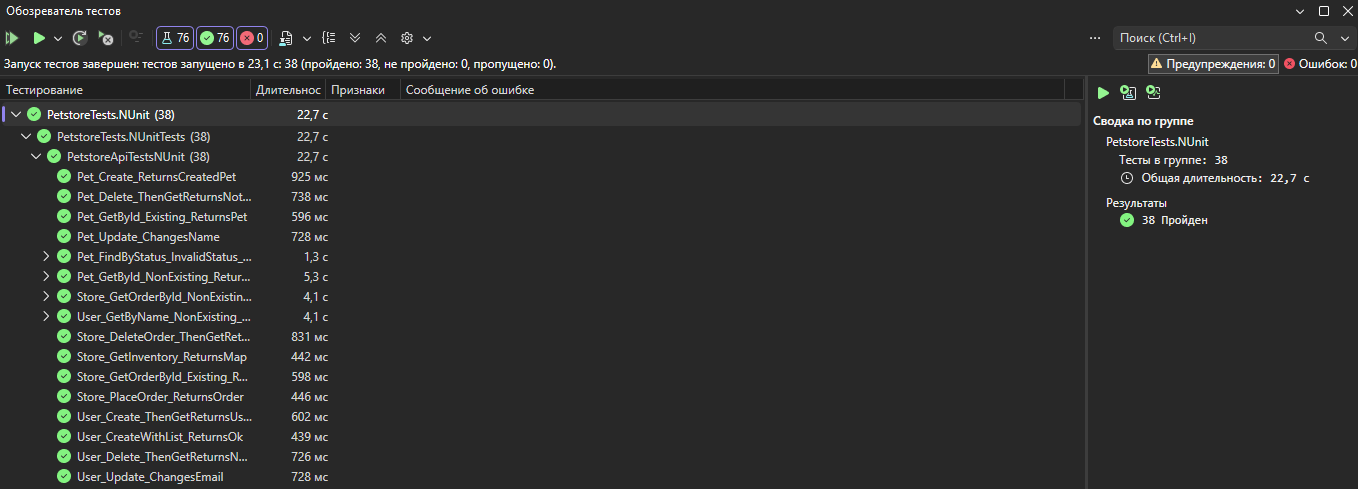 Обозреватель тестов
76 76 0
Поиск (Ctrl+I)
Запуск тестов завершен: тестов запущено в 23,1 с: 38 (пройдено: 38, не пройдено: 0, пропущено: 0).
Предупреждения: 0 Ошибок: 0
Тестирование Длительнос Признаки Сообщение об ошибке
PetstoreTests.NUnit (38) 22,7 с
PetstoreTests.NUnitTests (38) 22,7 с
PetstoreApiTestsNUnit (38) 22,7 с
Pet_Create_ReturnsCreatedPet 925 мс
Pet_Delete_ThenGetReturnsNot... 738 мс
Pet_GetById_Existing_ReturnsPet 596 мс
Pet_Update_ChangesName 728 мс
Pet_FindByStatus_InvalidStatus_... 1,3 с
Pet_GetById_NonExisting_Retur... 5,3 с
Store_GetOrderById_NonExistin... 4,1 с
User_GetByName_NonExisting_... 4,1 с
Store_DeleteOrder_ThenGetRet... 831 мс
Store_GetInventory_ReturnsMap 442 мс
Store_GetOrderById_Existing_R... 598 мс
Store_PlaceOrder_ReturnsOrder 446 мс
User_Create_ThenGetReturnsUs... 602 мс
User_CreateWithList_ReturnsOk 439 мс
User_Delete_ThenGetReturnsN... 726 мс
User_Update_ChangesEmail 728 мс
Сводка по группе
PetstoreTests.NUnit
Тесты в группе: 38
Общая длительность: 22,7 с
Результаты
38 Пройден